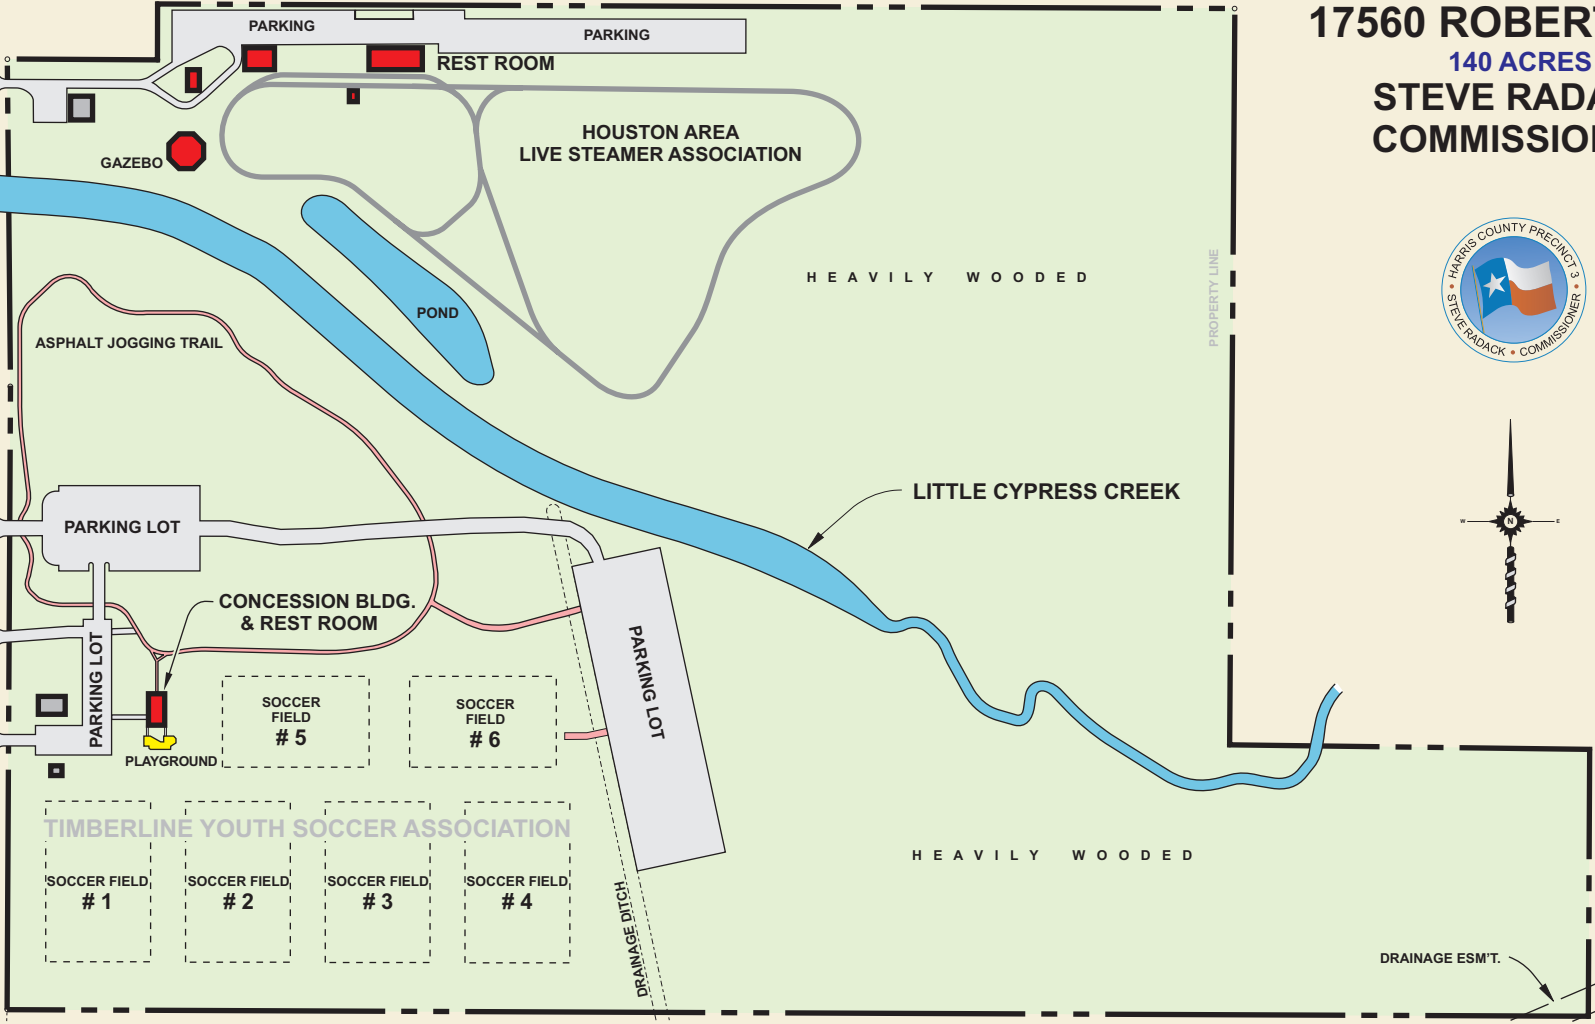 PARKING
PARKING
REST ROOM
HOUSTON AREA
LIVE STEAMER ASSOCIATION
GAZEBO
17560 ROBERT
140 ACRES
STEVE RADA
COMMISSION
HARRIS COUNTY PRECINCT 3
STEVE RADACK • COMMISSIONER
HEAVILY WOODED
PROPERTY LINE
POND
ASPHALT JOGGING TRAIL
LITTLE CYPRESS CREEK
W N E
PARKING LOT
CONCESSION BLDG.
& REST ROOM
PARKING LOT
PARKING LOT
SOCCER
FIELD
# 5
SOCCER
FIELD
# 6
PLAYGROUND
TIMBERLINE YOUTH SOCCER ASSOCIATION
SOCCER FIELD
# 1
SOCCER FIELD
# 2
SOCCER FIELD
# 3
SOCCER FIELD
# 4
HEAVILY WOODED
DRAINAGE DITCH
DRAINAGE ESM'T.